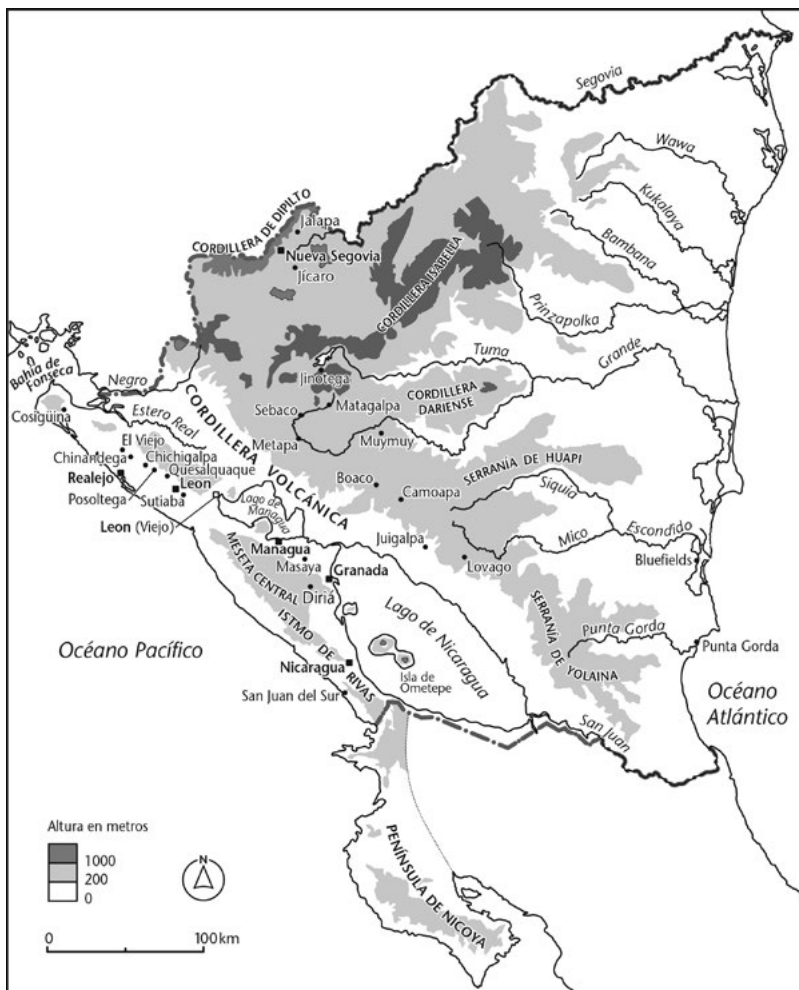 Segovia
Wawa
Kukalaya
Bambana
Prinzapolka
CORDILLERA DE DIPILTO
Jalapa
Nueva Segovia
Jícaro
CORDILLERA ISABELLA
Bahía de
Fonseca
Negro
Tuma
Grande
Jinotega
CORDILLERA
DARIENSE
Cosigüina
Estero Real
CORDILLERA VOLCÁNICA
Sebaco
Matagalpa
Metapa
Muymuy
El Viejo
Chinandega
Chichigalpa
Quesalquaque
Realejo
Leon
Posoltega
Sutiaba
SERRANÍA DE HUAPI
Boaco
Camoapa
Siquia
Leon (Viejo)
Lago de
Managua
Mico
Escondido
Juigalpa
Lovago
Bluefields
Managua
Masaya
Granada
Diriá
MESETA CENTRAL
ISTMO DE
RIVAS
Lago de Nicaragua
SERRANÍA
DE YOLAINA
Punta Gorda
Punta Gorda
Océano Pacífico
Nicaragua
Isla de
Ometepe
San Juan del Sur
Océano
Atlántico
San Juan
PENÍNSULA DE NICOYA
Altura en metros
1000
200
0
N
0
100 km